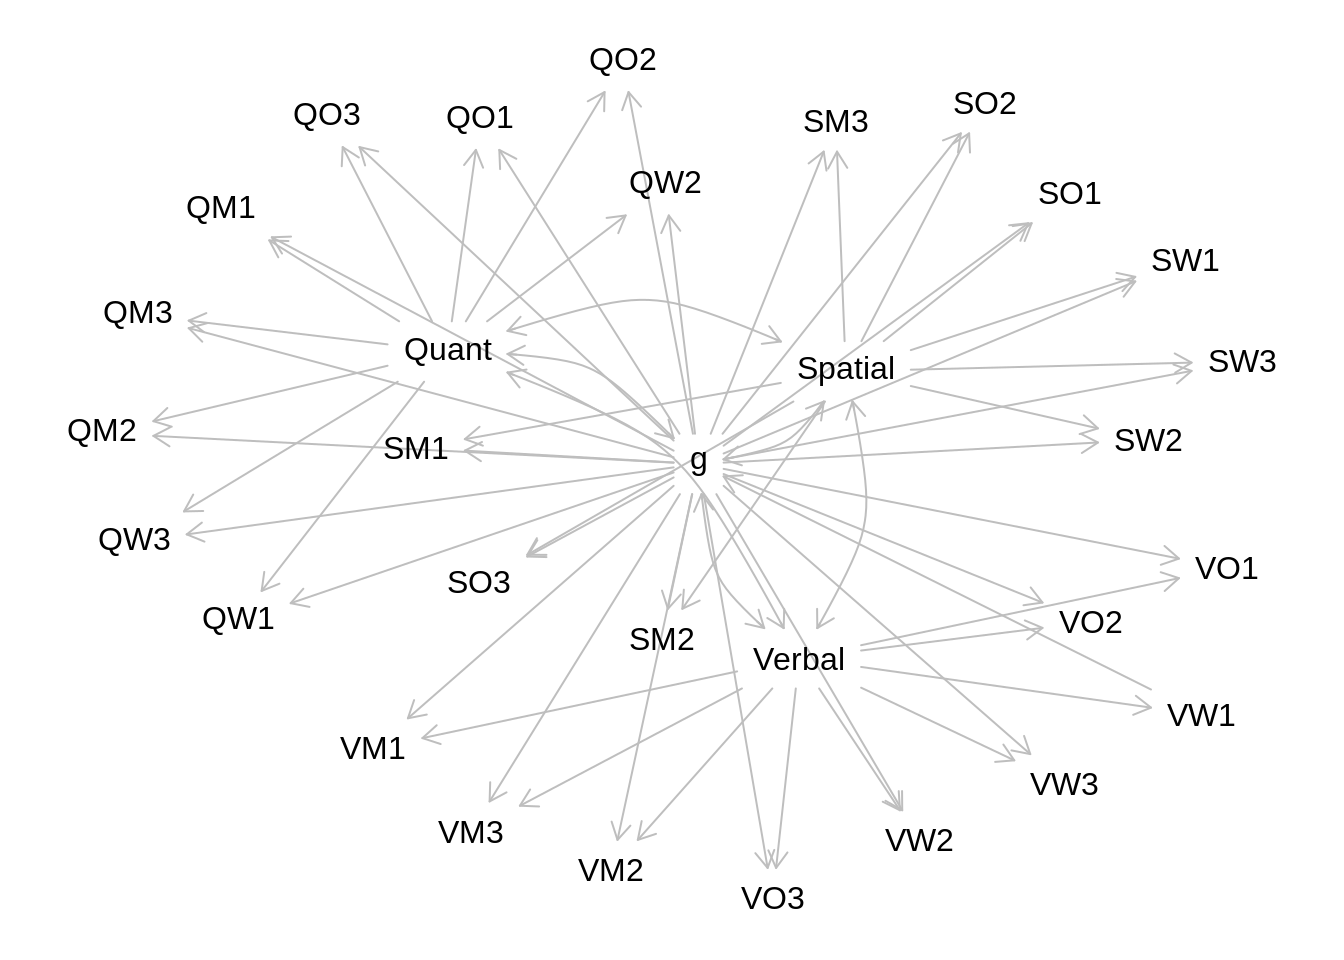 QO2
SO2
QO3
QO1
SM3
QW2
SO1
QM1
SW1
QM3
Quant
SW3
Spatial
QM2
SW2
SM1
g
QW3
VO1
SO3
QW1
VO2
SM2
Verbal
VW1
VM1
VW3
VM3
VW2
VM2
VO3